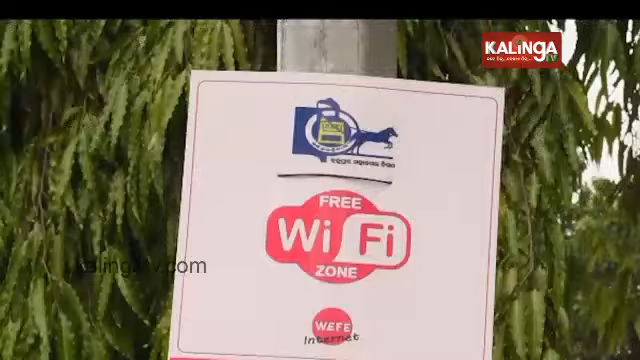 KALINGA
TV
FREE
Wi Fi
ZONE
WEFE
Internet
kalingatv.com